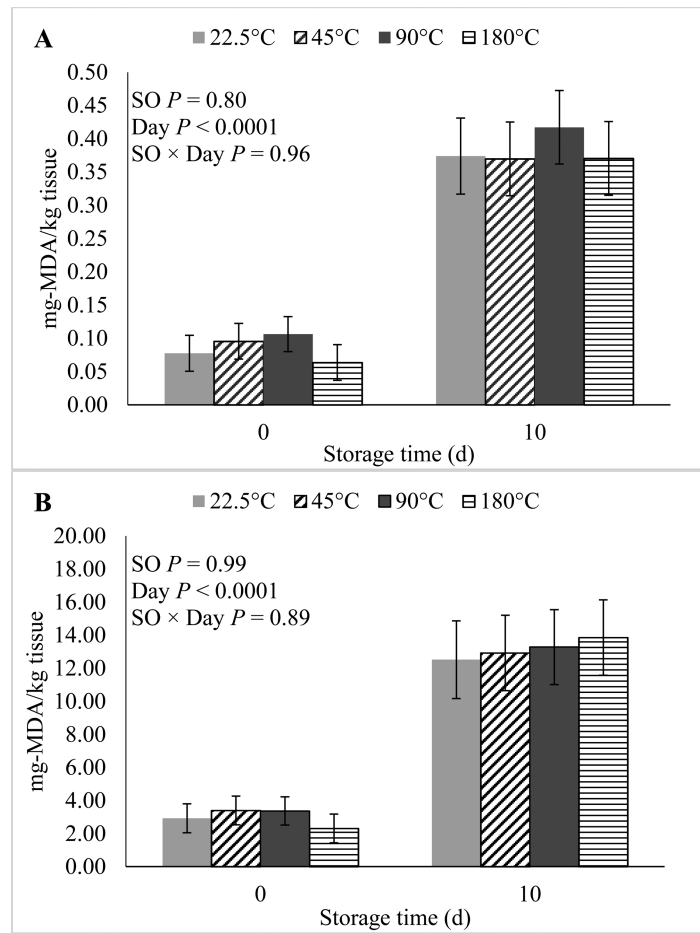 A
22.5°C 45°C 90°C 180°C
mg-MDA/kg tissue
0.50
0.45
0.40
0.35
0.30
0.25
0.20
0.15
0.10
0.05
0.00
SO P = 0.80
Day P < 0.0001
SO × Day P = 0.96
0 10
Storage time (d)
B
22.5°C 45°C 90°C 180°C
mg-MDA/kg tissue
20.00
18.00
16.00
14.00
12.00
10.00
8.00
6.00
4.00
2.00
0.00
SO P = 0.99
Day P < 0.0001
SO × Day P = 0.89
0 10
Storage time (d)